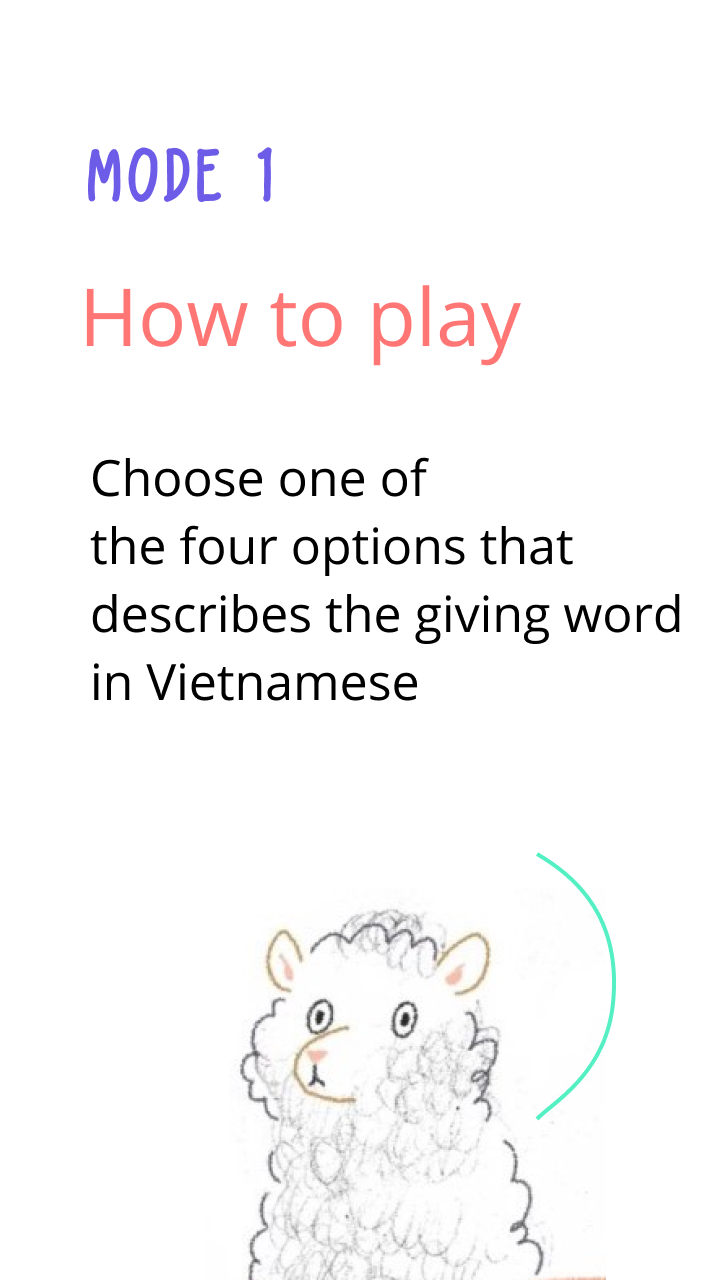 MODE 1
How to play
Choose one of
the four options that
describes the giving word
in Vietnamese